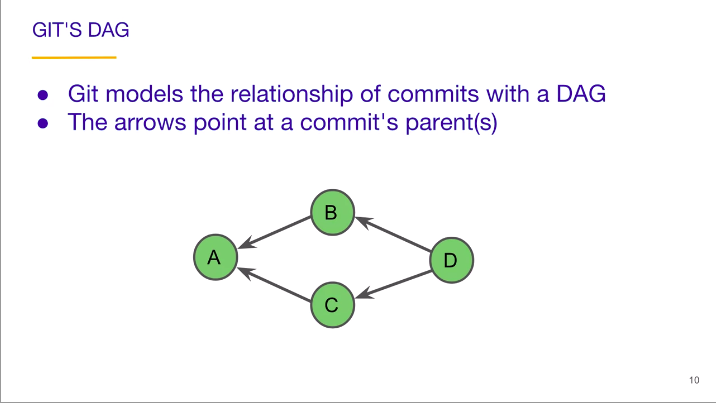 GIT'S DAG
● Git models the relationship of commits with a DAG
● The arrows point at a commit's parent(s)
B
A
D
C
10